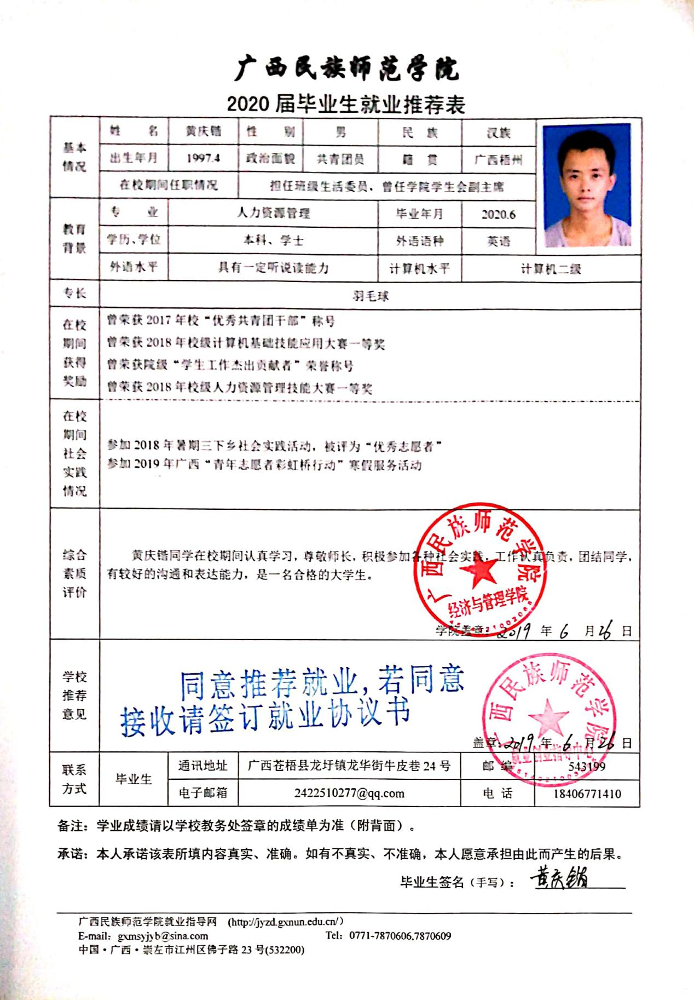 广西民族师范学院
2020 届毕业生就业推荐表
基本情况
姓 名 黄庆锴 性 别 男 民 族 汉族
出生年月 1997.4 政治面貌 共青团员 籍 贯 广西梧州
在校期间任职情况 担任班级生活委员、曾任学院学生会副主席
教育背景
专 业 人力资源管理 毕业年月 2020.6
学历、学位 本科、学士 外语语种 英语
外语水平 具有一定听说读能力 计算机水平 计算机二级
专长 羽毛球
在校期间获得奖励
曾荣获 2017 年校“优秀共青团干部”称号
曾荣获 2018 年校级计算机基础技能应用大赛一等奖
曾荣获院级“学生工作杰出贡献者”荣誉称号
曾荣获 2018 年校级人力资源管理技能大赛一等奖
在校期间社会实践情况
参加 2018 年暑期三下乡社会实践活动，被评为“优秀志愿者”
参加 2019 年广西“青年志愿者彩虹桥行动”寒假服务活动
综合素质评价
黄庆锴同学在校期间认真学习，尊敬师长，积极参加各种社会实践，工作认真负责，团结同学，
有较好的沟通和表达能力，是一名合格的大学生。
广西民族师范学院
经济与管理学院
学院盖章：2019 年 6 月 26 日
学校推荐意见
同意推荐就业，若同意
接收请签订就业协议书
广西民族师范学院
就业创业指导中心
盖章：2019 年 6 月 26 日
联系方式
毕业生
通讯地址 广西苍梧县龙圩镇龙华街牛皮巷 24 号 邮 编 543199
电子邮箱 2422510277@qq.com 电 话 18406771410
备注：学业成绩请以学校教务处签章的成绩单为准（附背面）。
承诺：本人承诺该表所填内容真实、准确。如有不真实、不准确，本人愿意承担由此而产生的后果。
毕业生签名（手写）： 黄庆锴
广西民族师范学院就业指导网 (http://jyzd.gxnun.edu.cn/)
E-mail：gxmsyjyb@sina.com Tel：0771-7870606,7870609
中国·广西·崇左市江州区佛子路 23 号(532200)